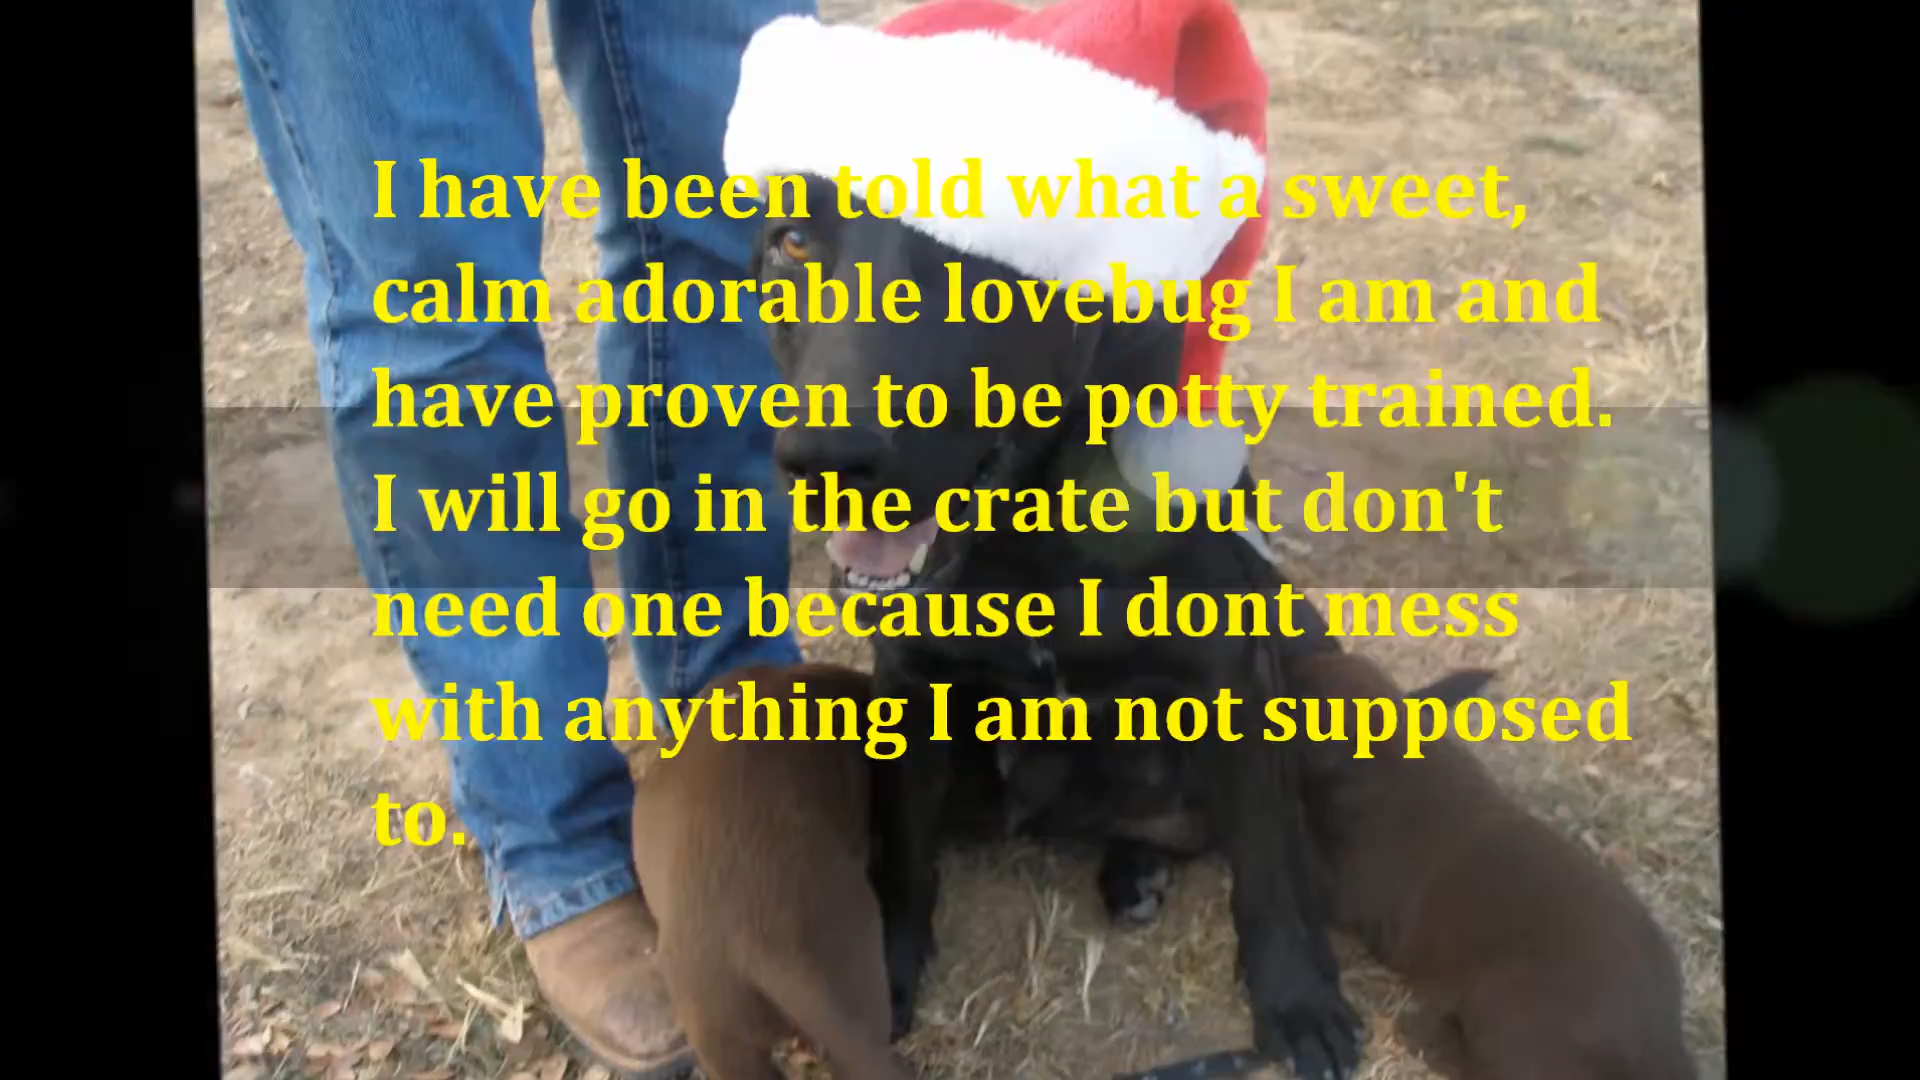 I have been told what a sweet,
calm adorable lovebug I am and
have proven to be potty trained.
I will go in the crate but don't
need one because I dont mess
with anything I am not supposed
to.